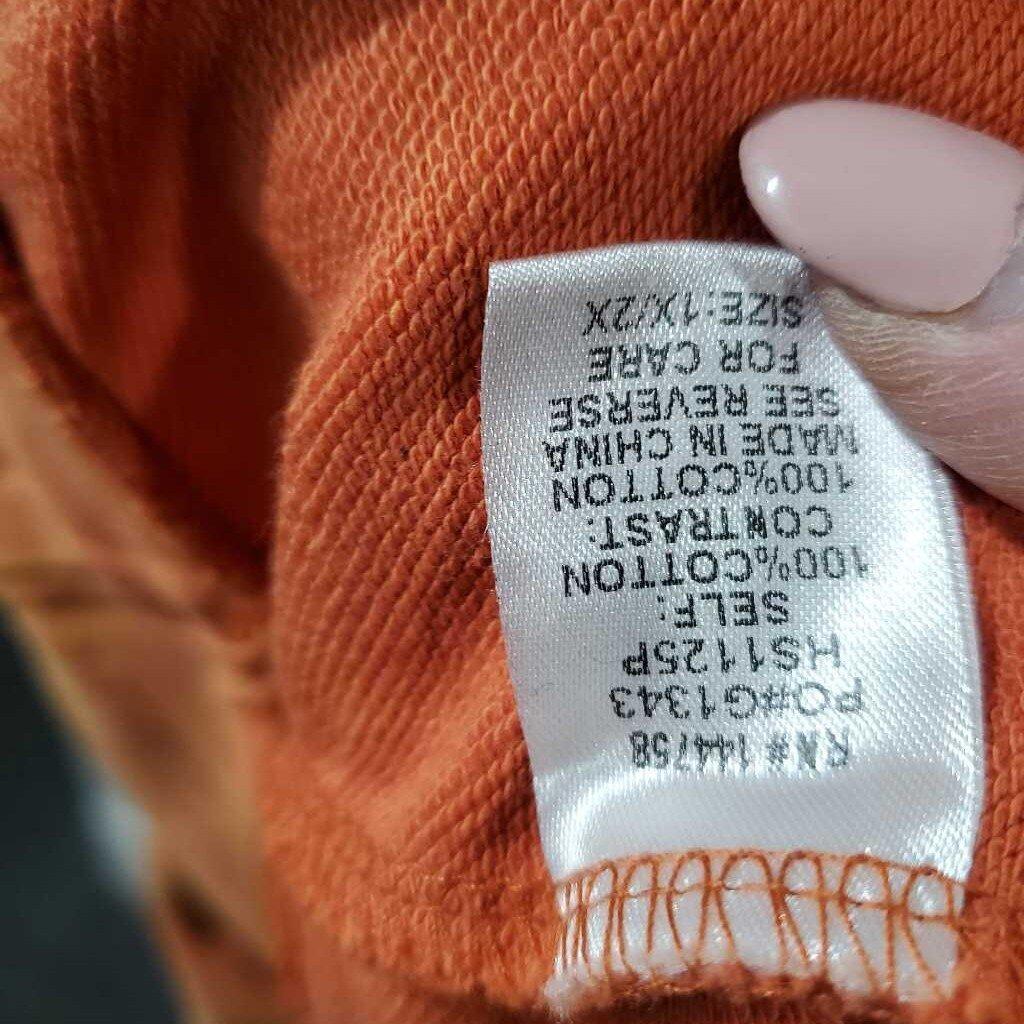 RN# 144758
PO#G1343
HS1125P
SELF:
100%COTTON
CONTRAST:
100%COTTON
MADE IN CHINA
SEE REVERSE
FOR CARE
SIZE:1X/2X